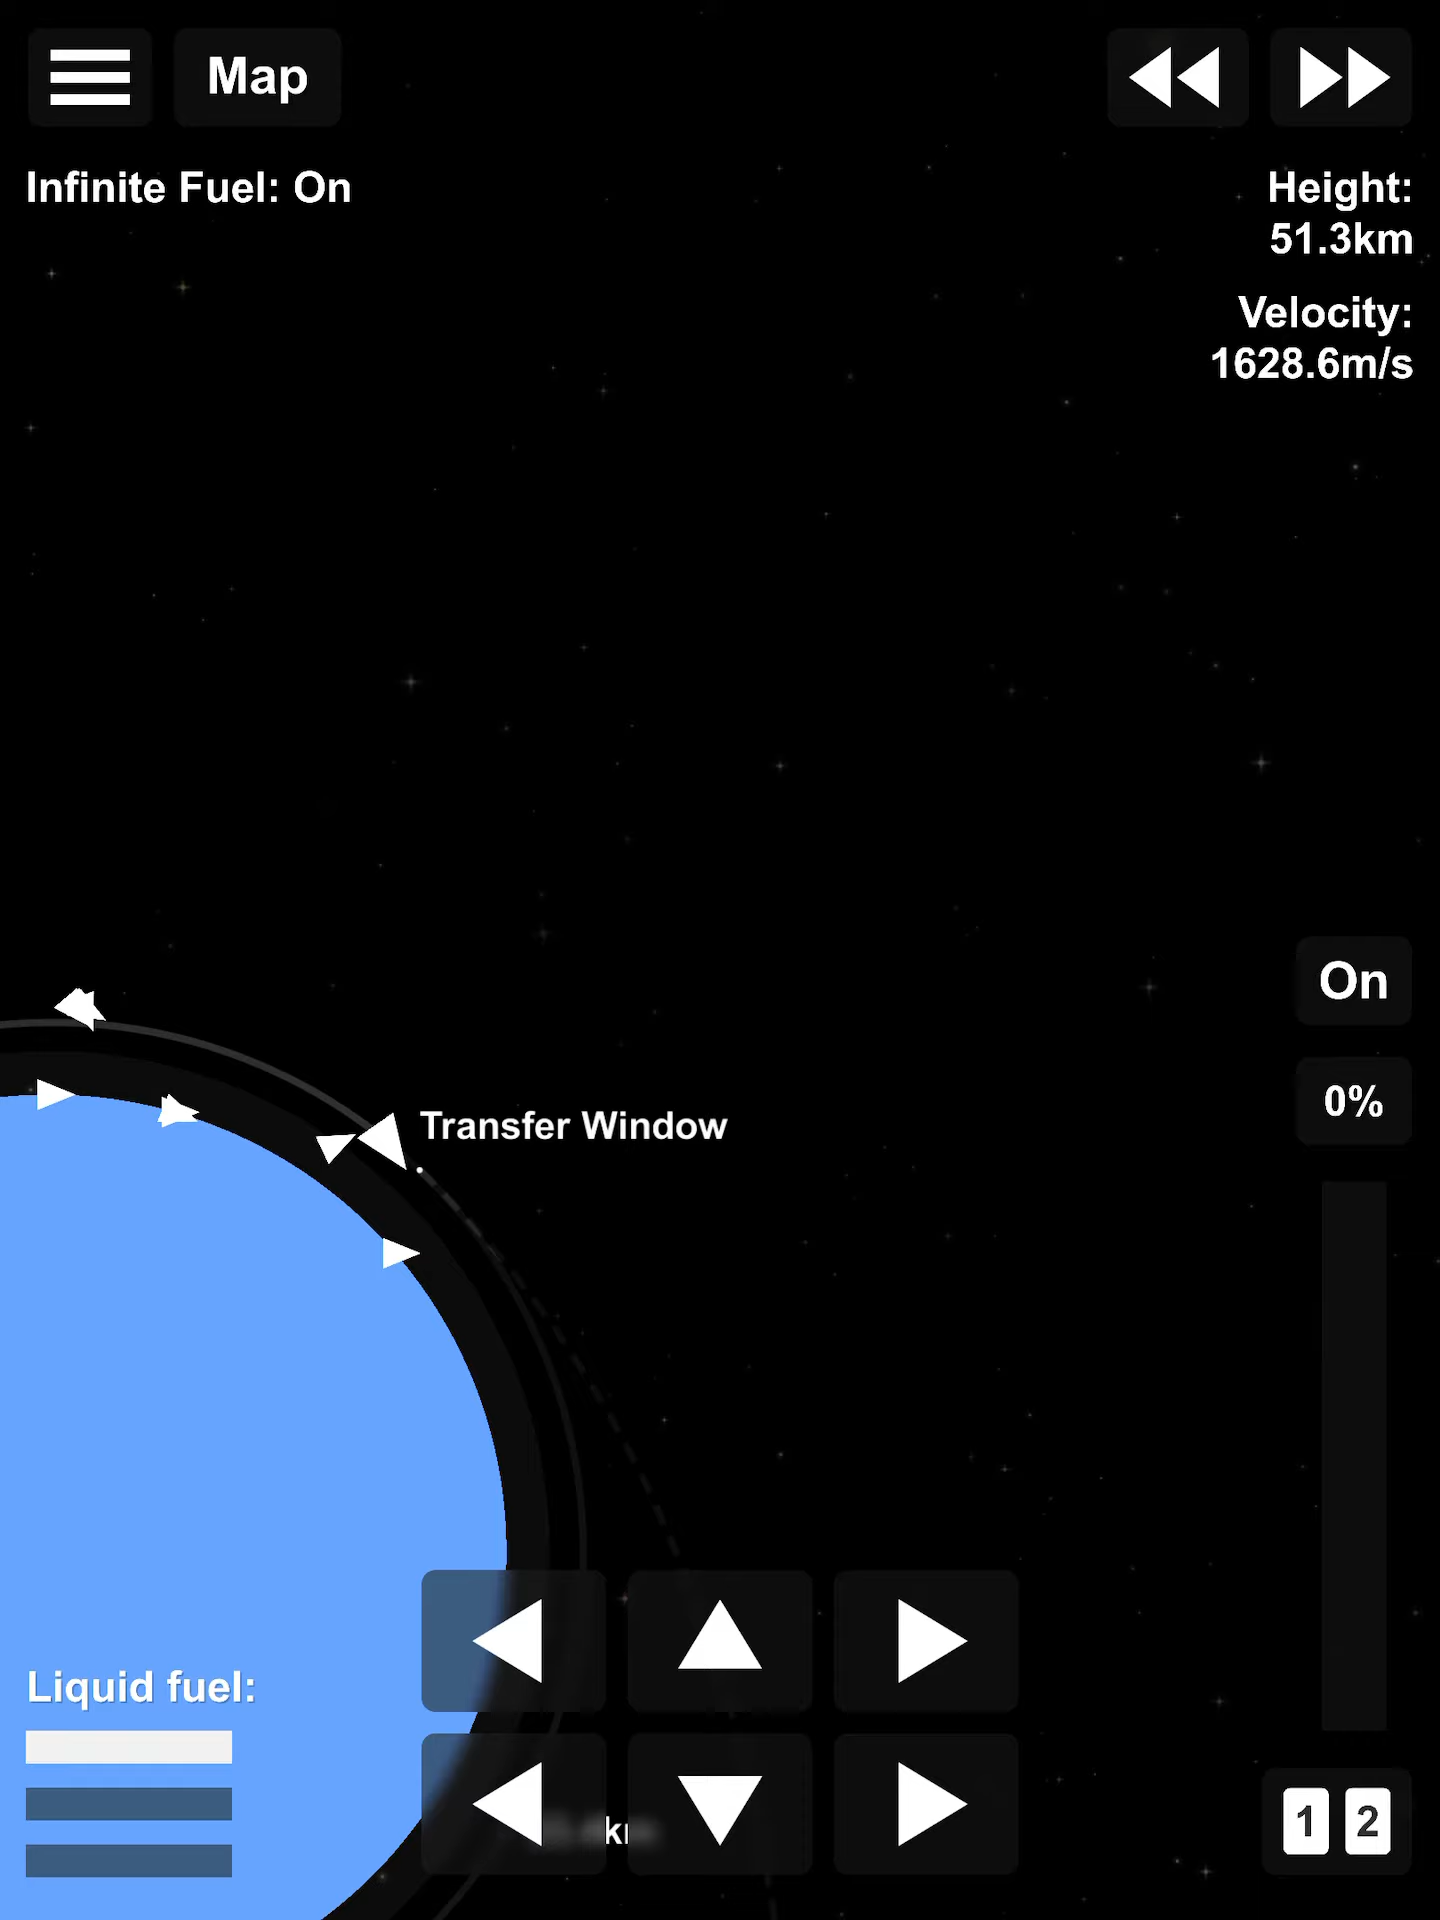 Map
Infinite Fuel: On
Height:
51.3km
Velocity:
1628.6m/s
On
0%
Transfer Window
Liquid fuel:
1 2